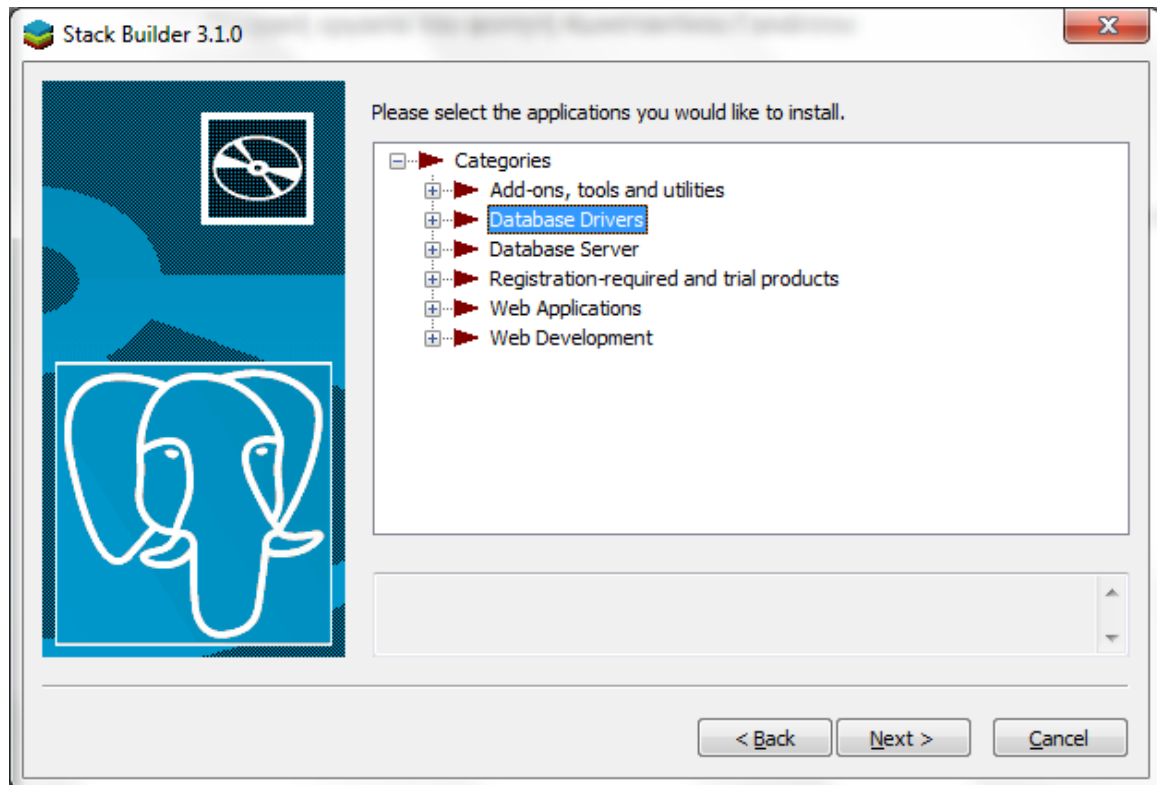 Stack Builder 3.1.0
Please select the applications you would like to install.
Categories
Add-ons, tools and utilities
Database Drivers
Database Server
Registration-required and trial products
Web Applications
Web Development
< Back
Next >
Cancel